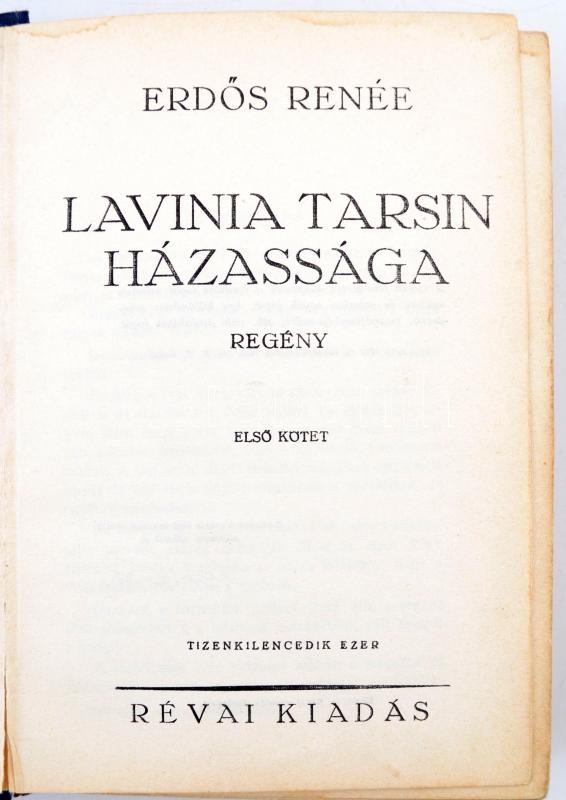 ERDŐS RENÉE
LAVINIA TARSIN
HÁZASSÁGA
REGÉNY
ELSŐ KÖTET
TIZENKILENCEDIK EZER
RÉVAI KIADÁS